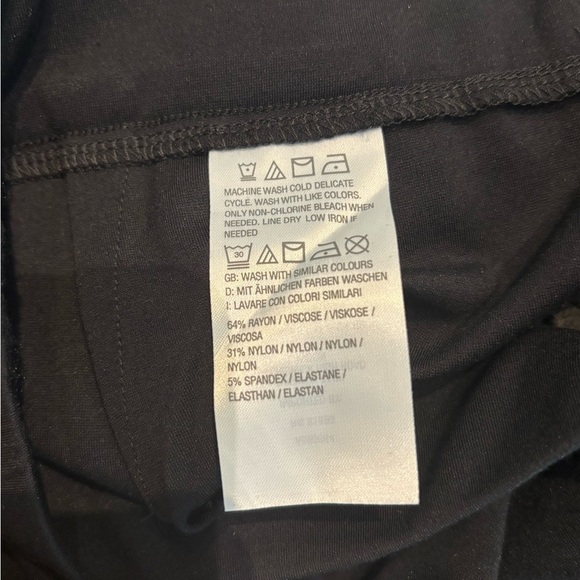 MACHINE WASH COLD DELICATE
CYCLE. WASH WITH LIKE COLORS.
ONLY NON-CHLORINE BLEACH WHEN
NEEDED. LINE DRY LOW IRON IF
NEEDED
30
GB: WASH WITH SIMILAR COLOURS
D: MIT ÄHNLICHEN FARBEN WASCHEN
I: LAVARE CON COLORI SIMILARI
64% RAYON / VISCOSE / VISKOSE /
VISCOSA
31% NYLON / NYLON / NYLON /
NYLON
5% SPANDEX / ELASTANE /
ELASTHAN / ELASTAN